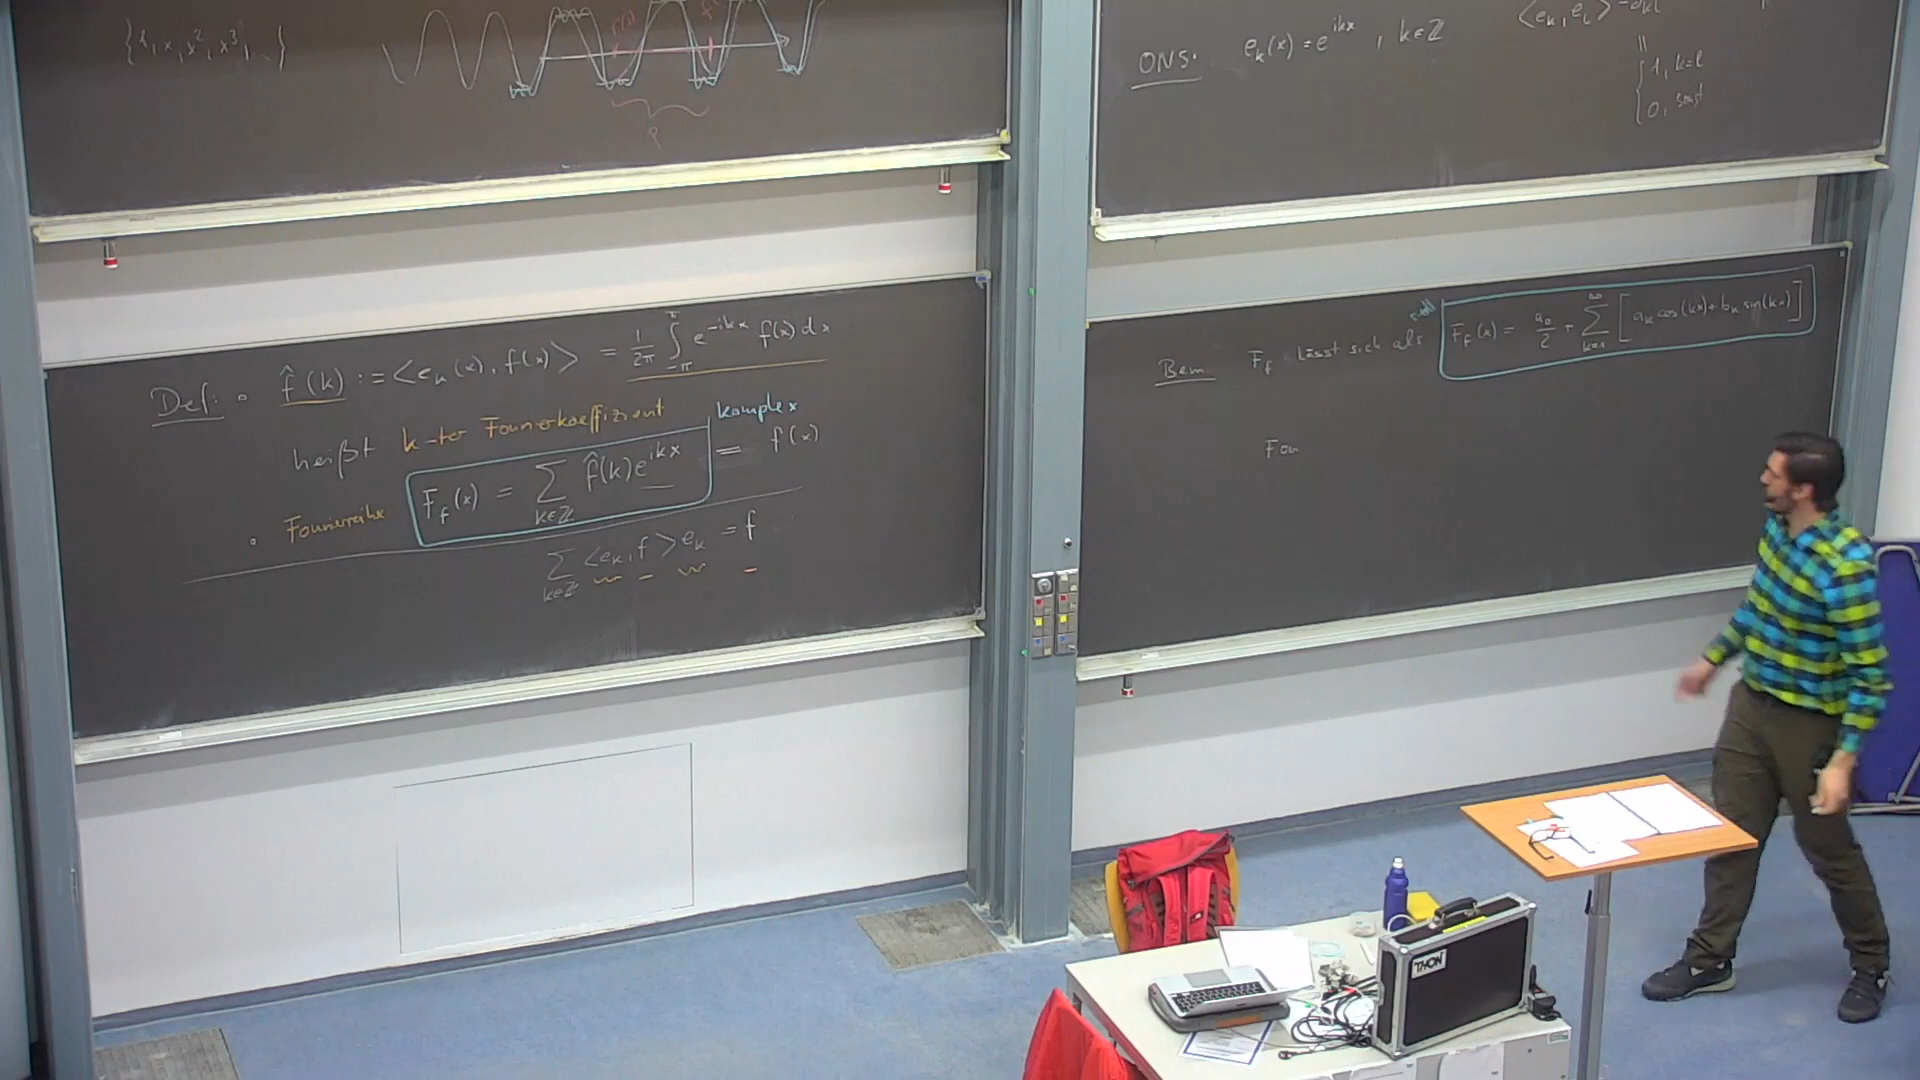 {1, x, x², x³, ...}
f(x)
p
ONS: e_k(x) = e^{ikx}, k∈ℤ
<e_k, e_l> = δ_kl
=
{ 1, k=l
0, sonst
Def: • f̂(k) := <e_k(x), f(x)> = 1/2π ∫_{-π}^{π} e^{-ikx} f(x) dx
heißt k-ter Fourierkoeffizient
komplex
• Fourierreihe F_f(x) = ∑_{k∈ℤ} f̂(k) e^{ikx} = f(x)
∑_{k∈ℤ} <e_k, f> e_k = f
Bem. F_f lässt sich als F_f(x) = a_0/2 + ∑_{k=1}^{∞} [a_k cos(kx) + b_k sin(kx)]
Fou
THON